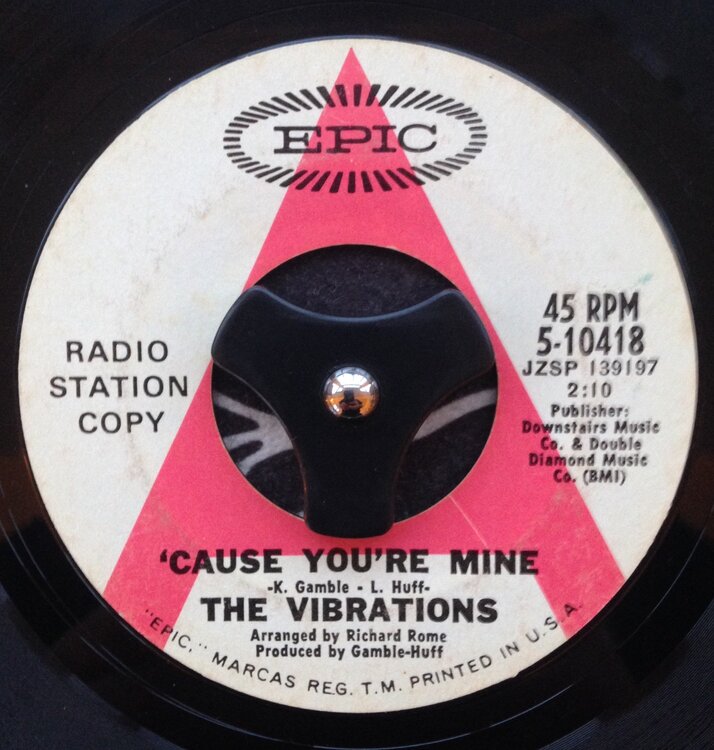 EPIC
RADIO
STATION
COPY
45 RPM
5-10418
JZSP 139197
2:10
Publisher:
Downstairs Music
Co. & Double
Diamond Music
Co. (BMI)
'CAUSE YOU'RE MINE
-K. Gamble - L. Huff-
THE VIBRATIONS
Arranged by Richard Rome
Produced by Gamble-Huff
"EPIC," MARCAS REG. T.M. PRINTED IN U.S.A.